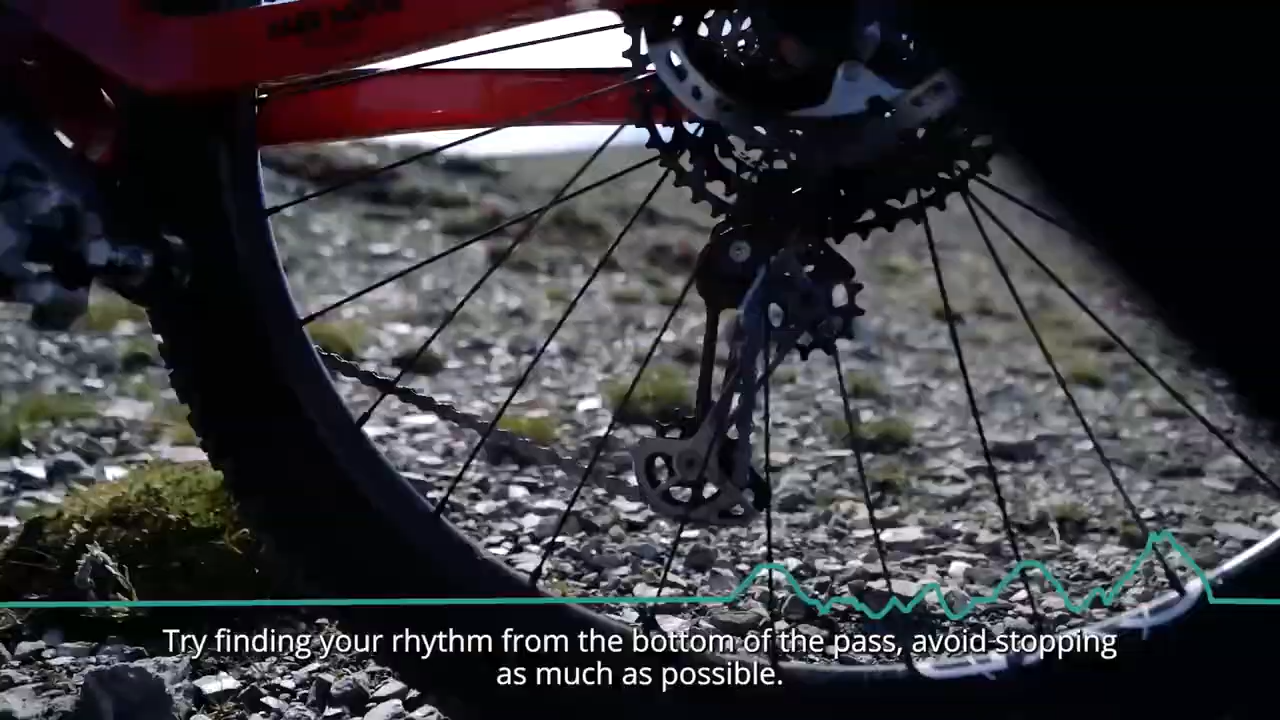 Try finding your rhythm from the bottom of the pass, avoid stopping
as much as possible.